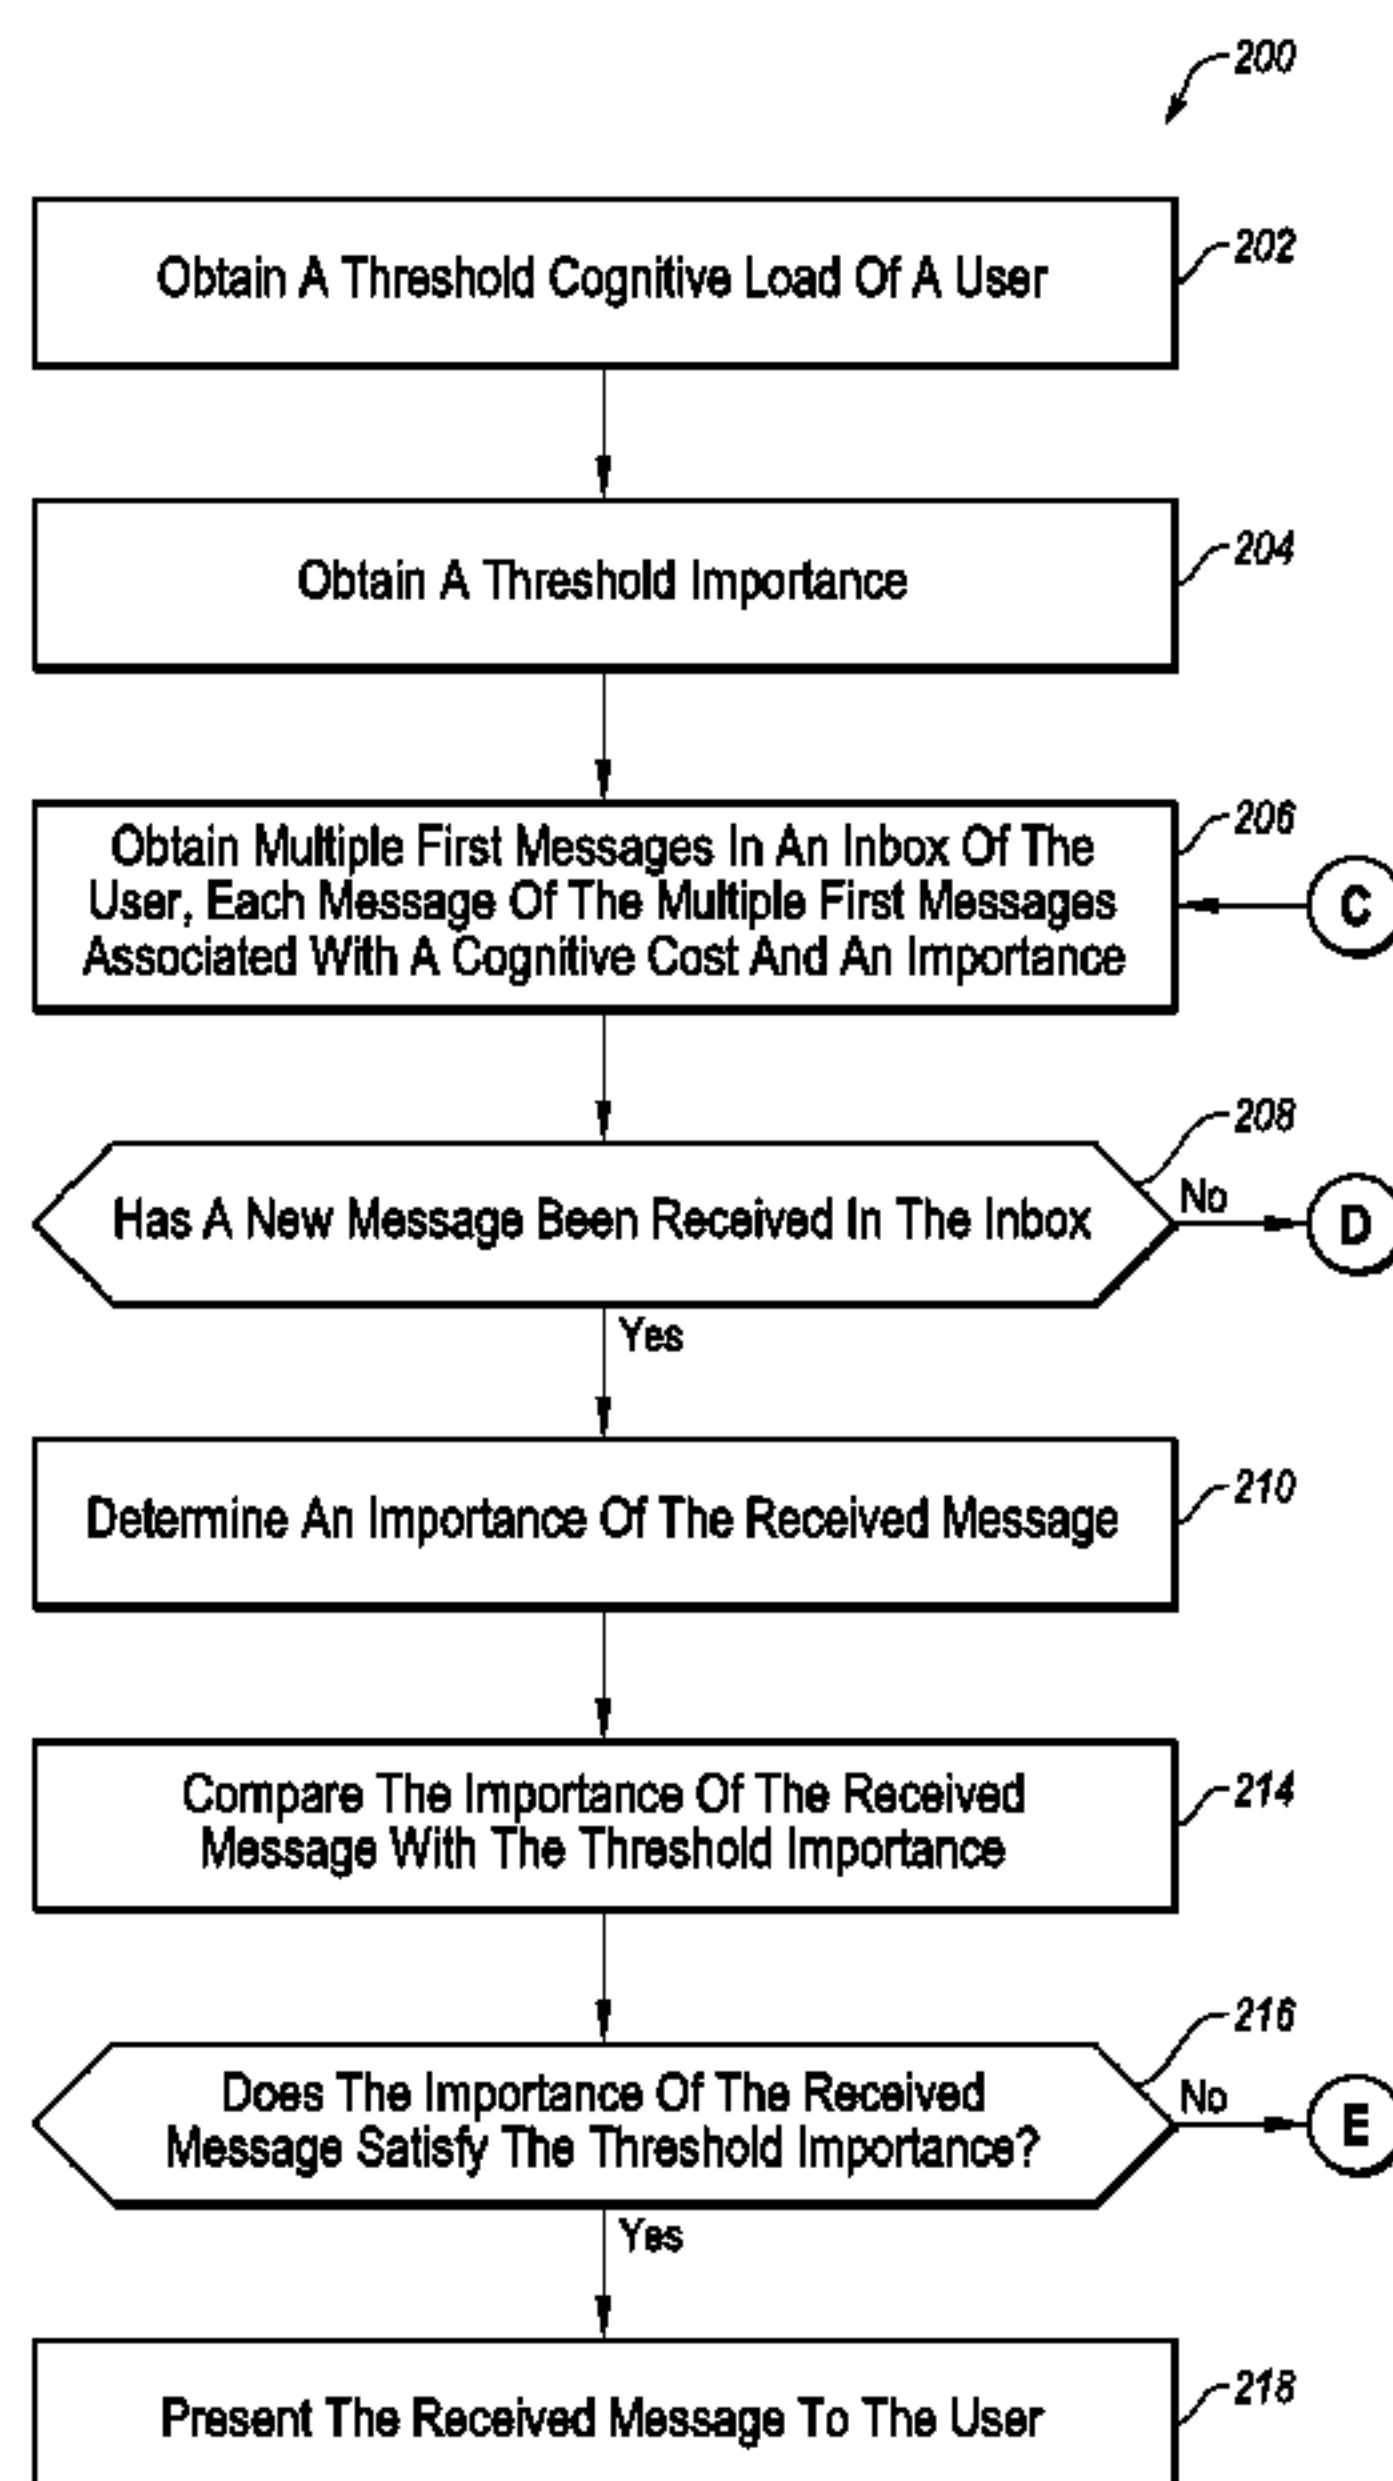 200
Obtain A Threshold Cognitive Load Of A User
202
Obtain A Threshold Importance
204
Obtain Multiple First Messages In An Inbox Of The
User, Each Message Of The Multiple First Messages
Associated With A Cognitive Cost And An Importance
206
C
Has A New Message Been Received In The Inbox
208
No
D
Yes
Determine An Importance Of The Received Message
210
Compare The Importance Of The Received
Message With The Threshold Importance
214
Does The Importance Of The Received
Message Satisfy The Threshold Importance?
216
No
E
Yes
Present The Received Message To The User
218